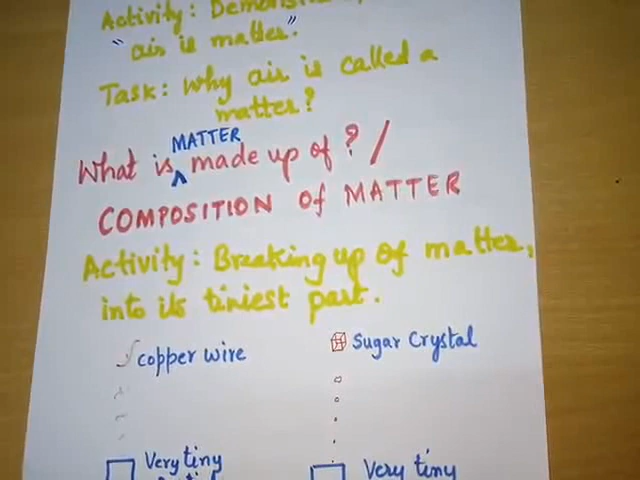 Activity: Demons
"air is matter".
Task: Why air is called a
matter?
What is MATTER made up of? /
COMPOSITION of MATTER
Activity: Breaking up of matter,
into its tiniest part.
copper wire Sugar Crystal
Very tiny Very tiny